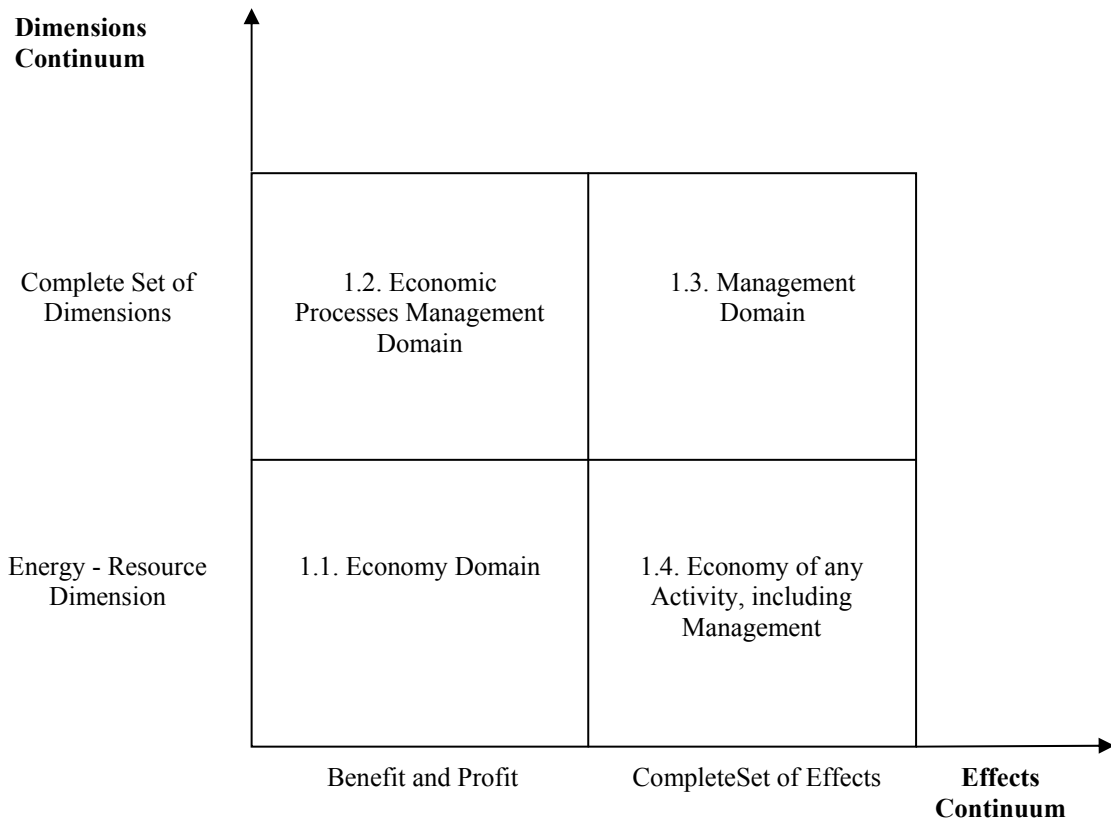 Dimensions
Continuum
Complete Set of
Dimensions
1.2. Economic
Processes Management
Domain
1.3. Management
Domain
Energy - Resource
Dimension
1.1. Economy Domain
1.4. Economy of any
Activity, including
Management
Benefit and Profit
CompleteSet of Effects
Effects
Continuum